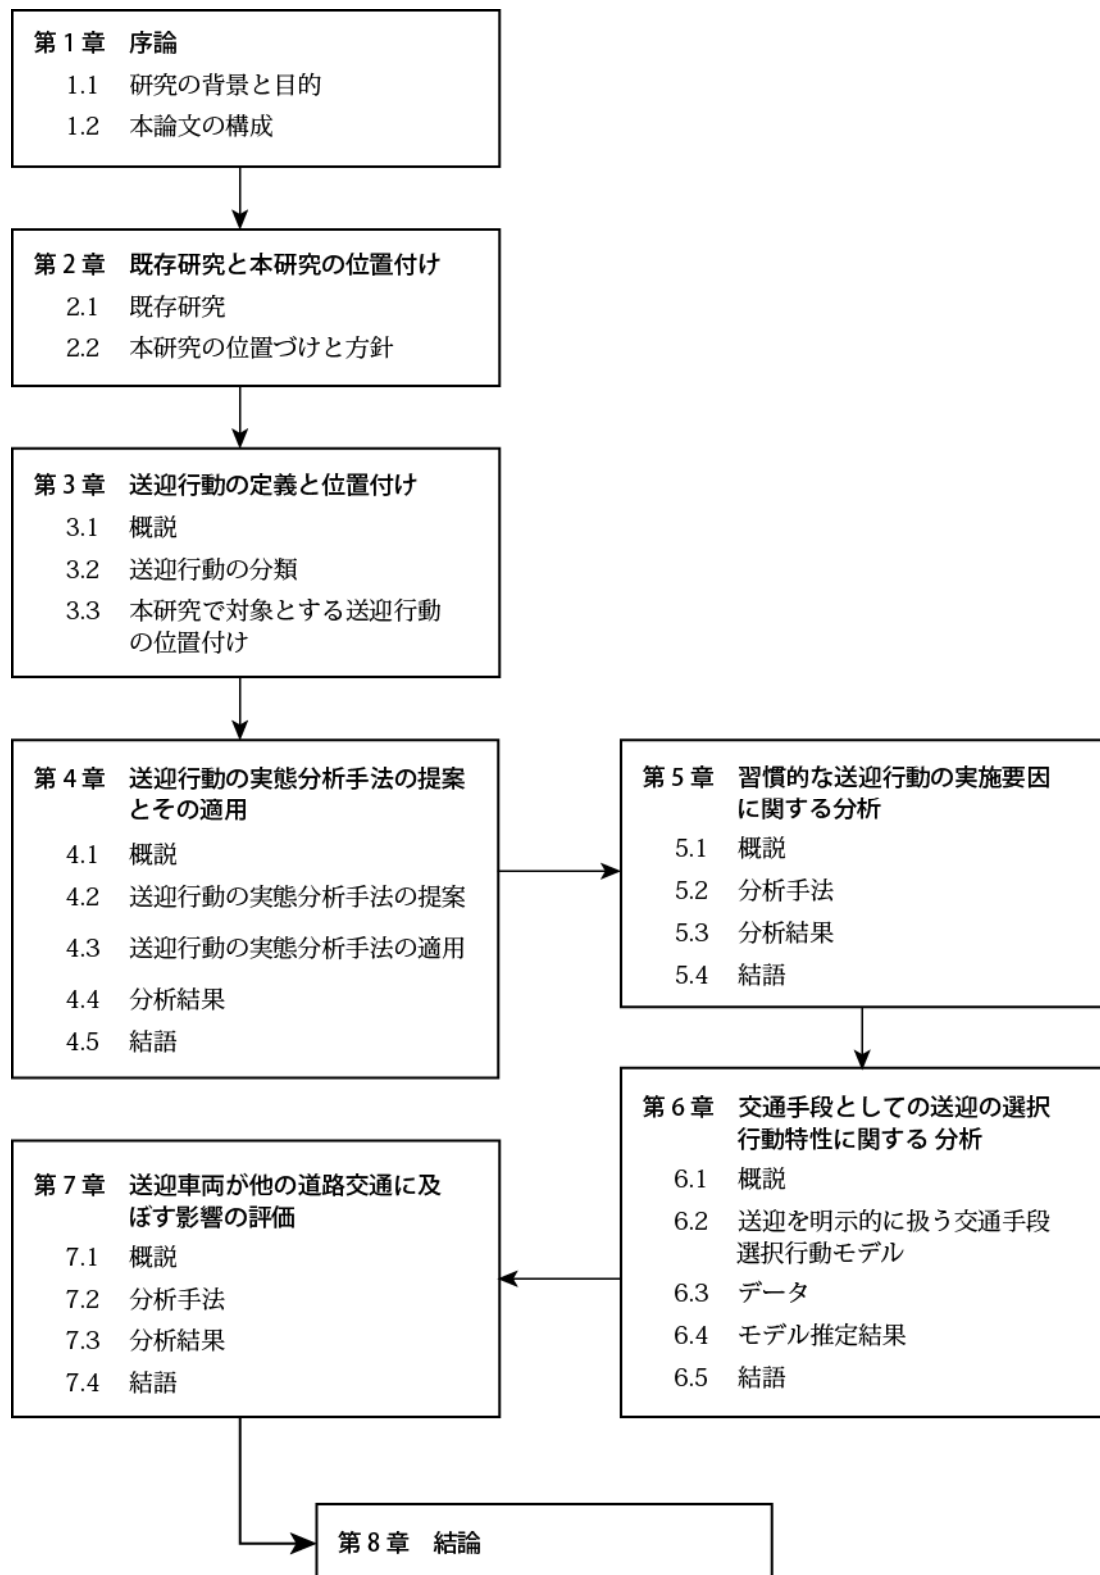 第1章 序論
1.1 研究の背景と目的
1.2 本論文の構成
第2章 既存研究と本研究の位置付け
2.1 既存研究
2.2 本研究の位置づけと方針
第3章 送迎行動の定義と位置付け
3.1 概説
3.2 送迎行動の分類
3.3 本研究で対象とする送迎行動
の位置付け
第4章 送迎行動の実態分析手法の提案
とその適用
4.1 概説
4.2 送迎行動の実態分析手法の提案
4.3 送迎行動の実態分析手法の適用
4.4 分析結果
4.5 結語
第5章 習慣的な送迎行動の実施要因
に関する分析
5.1 概説
5.2 分析手法
5.3 分析結果
5.4 結語
第6章 交通手段としての送迎の選択
行動特性に関する 分析
6.1 概説
6.2 送迎を明示的に扱う交通手段
選択行動モデル
6.3 データ
6.4 モデル推定結果
6.5 結語
第7章 送迎車両が他の道路交通に及
ぼす影響の評価
7.1 概説
7.2 分析手法
7.3 分析結果
7.4 結語
第8章 結論